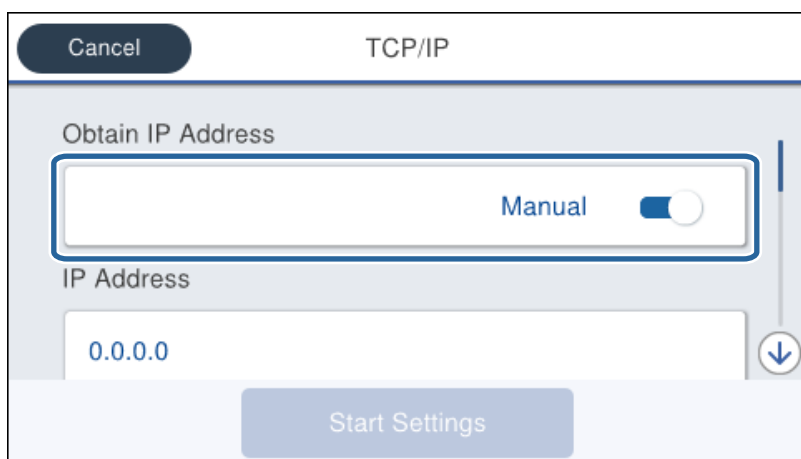 Cancel
TCP/IP
Obtain IP Address
Manual
IP Address
0.0.0.0
Start Settings